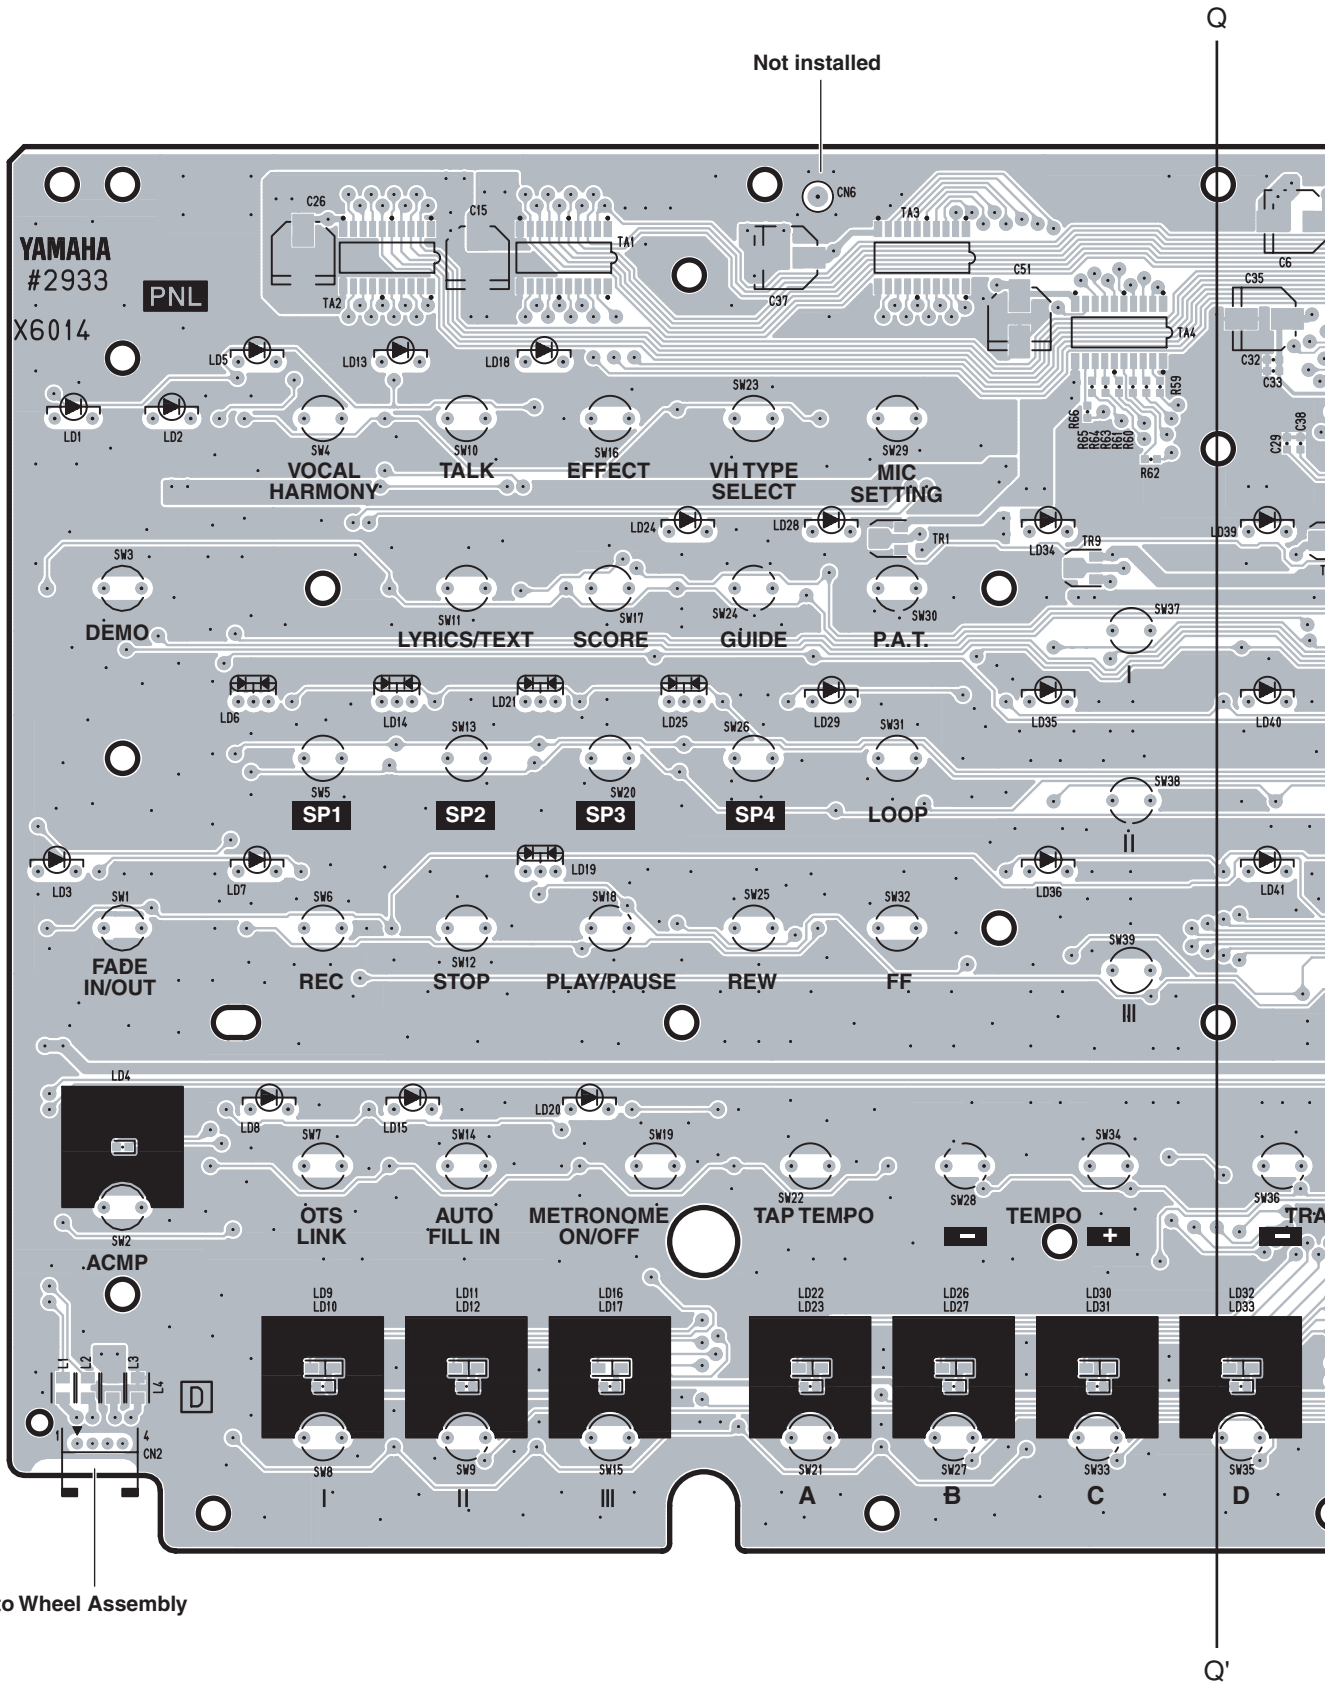 Q
Not installed
CN6
C26
C15
TA3
YAMAHA
#2933
PNL
TA1
C51
C6
C35
TA2
C37
X6014
TA4
LD5
LD13
LD18
C32
C33
SW23
R59
LD1
LD2
R66
R65
R64
R63
R61
R60
C29
C38
SW4
SW10
SW16
SW29
R62
VOCAL
HARMONY
TALK
EFFECT
VH TYPE
SELECT
MIC
SETTING
LD24
LD28
TR1
LD34
TR9
LD39
SW3
SW11
SW17
SW24
SW30
SW37
DEMO
LYRICS/TEXT
SCORE
GUIDE
P.A.T.
I
LD6
LD14
LD21
LD25
LD29
LD35
LD40
SW13
SW26
SW31
SW5
SW20
SW38
SP1
SP2
SP3
SP4
LOOP
II
LD3
LD7
LD19
LD36
LD41
SW1
SW6
SW18
SW25
SW32
SW12
SW39
FADE
IN/OUT
REC
STOP
PLAY/PAUSE
REW
FF
III
LD4
LD8
LD15
LD20
SW7
SW14
SW19
SW34
SW22
SW28
SW36
SW2
OTS
LINK
AUTO
FILL IN
METRONOME
ON/OFF
TAP TEMPO
TEMPO
TRA
−
+
−
ACMP
LD9
LD10
LD11
LD12
LD16
LD17
LD22
LD23
LD26
LD27
LD30
LD31
LD32
LD33
L1
L2
L3
L4
D
1
4
CN2
SW8
SW9
SW15
SW21
SW27
SW33
SW35
I
II
III
A
B
C
D
to Wheel Assembly
Q'